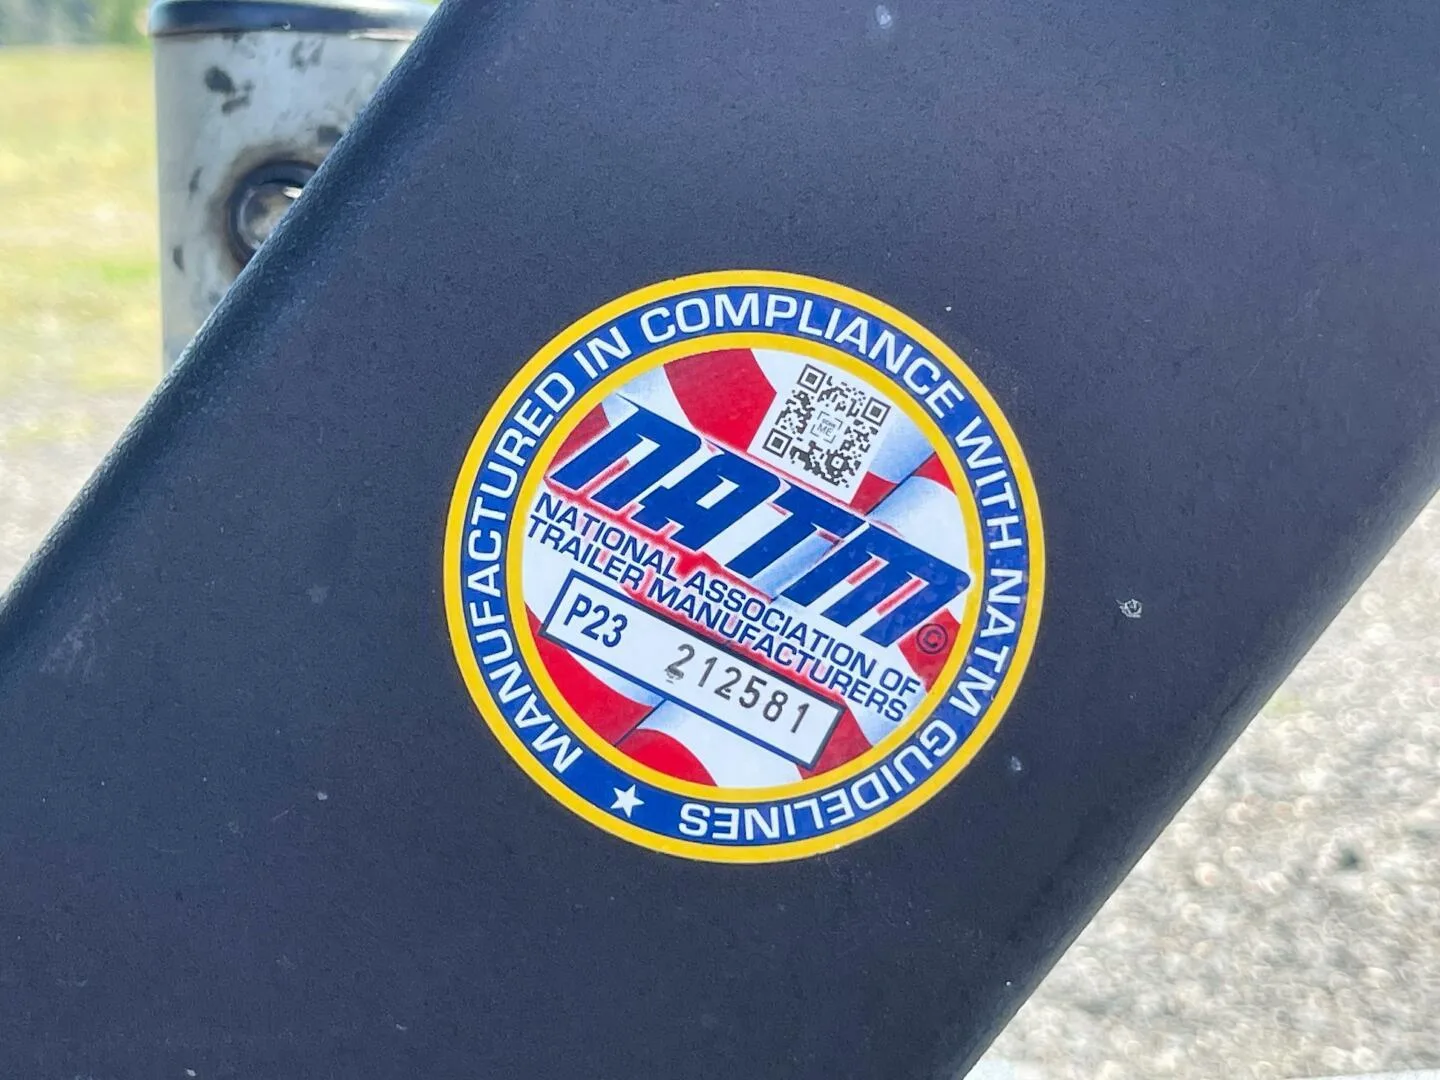 MANUFACTURED IN COMPLIANCE WITH NATM GUIDELINES
NATM
©
NATIONAL ASSOCIATION OF
TRAILER MANUFACTURERS
P23 212581